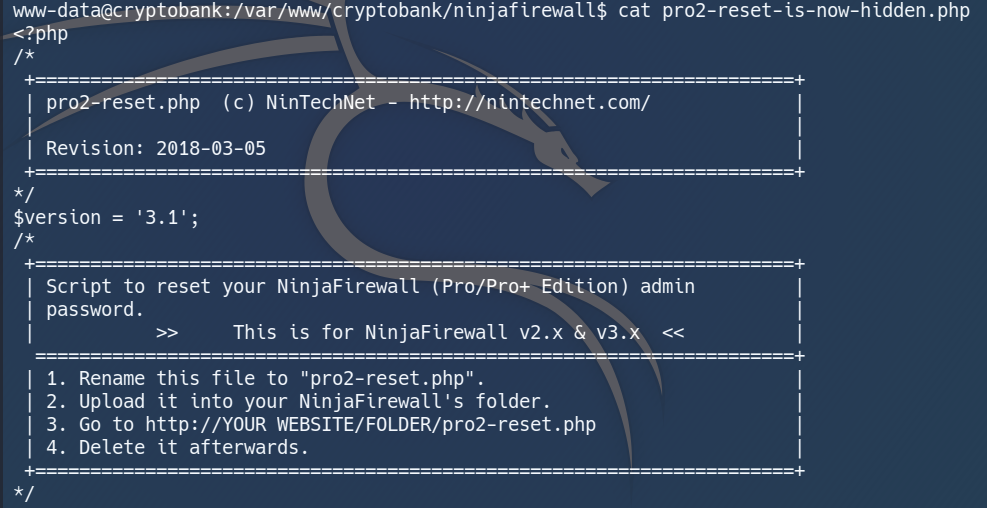 www-data@cryptobank:/var/www/cryptobank/ninjafirewall$ cat pro2-reset-is-now-hidden.php
<?php
/*
 +=====================================================================+
 | pro2-reset.php  (c) NinTechNet - http://nintechnet.com/             |
 |                                                                     |
 | Revision: 2018-03-05                                                |
 +=====================================================================+
*/
$version = '3.1';
/*
 +=====================================================================+
 | Script to reset your NinjaFirewall (Pro/Pro+ Edition) admin         |
 | password.                                                           |
 |           >>     This is for NinjaFirewall v2.x & v3.x  <<          |
  =====================================================================+
 | 1. Rename this file to "pro2-reset.php".                            |
 | 2. Upload it into your NinjaFirewall's folder.                      |
 | 3. Go to http://YOUR WEBSITE/FOLDER/pro2-reset.php                  |
 | 4. Delete it afterwards.                                            |
 +=====================================================================+
*/